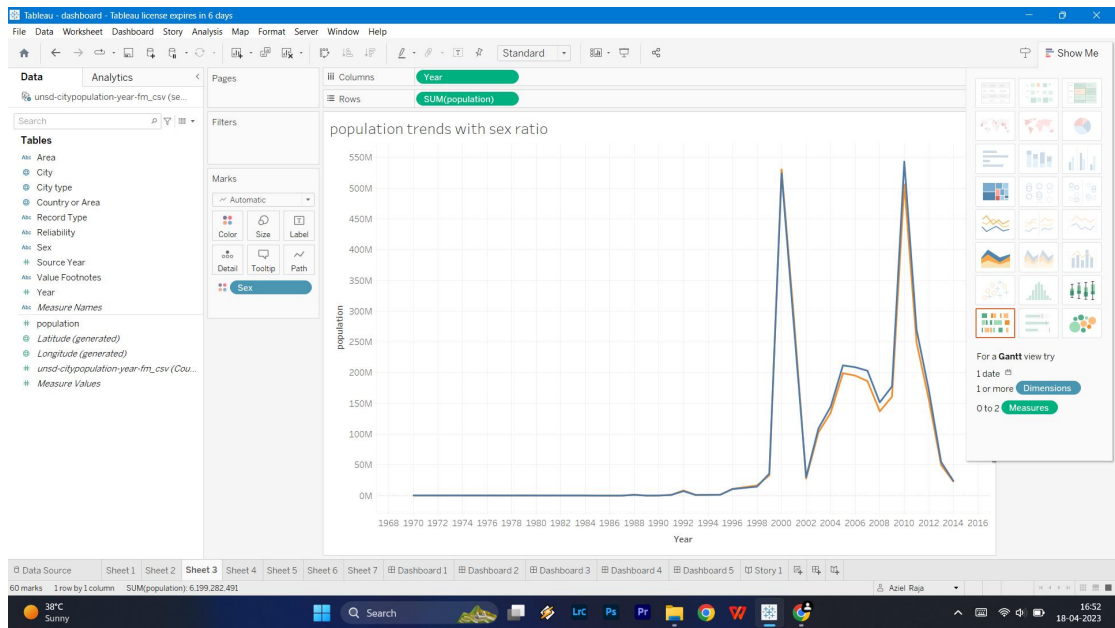 Tableau - dashboard - Tableau license expires in 6 days
File Data Worksheet Dashboard Story Analysis Map Format Server Window Help
Standard
Show Me
Data Analytics
unsd-citypopulation-year-fm_csv (se...
Search
Tables
Abc Area
City
City type
Country or Area
Abc Record Type
Abc Reliability
Abc Sex
# Source Year
Abc Value Footnotes
# Year
Abc Measure Names
# population
Latitude (generated)
Longitude (generated)
# unsd-citypopulation-year-fm_csv (Cou...
# Measure Values
Pages
Filters
Marks
Automatic
Color Size Label
Detail Tooltip Path
Sex
Columns Year
Rows SUM(population)
population trends with sex ratio
550M
500M
450M
400M
350M
300M
250M
200M
150M
100M
50M
0M
population
1968 1970 1972 1974 1976 1978 1980 1982 1984 1986 1988 1990 1992 1994 1996 1998 2000 2002 2004 2006 2008 2010 2012 2014 2016
Year
For a Gantt view try
1 date
1 or more Dimensions
0 to 2 Measures
Data Source Sheet 1 Sheet 2 Sheet 3 Sheet 4 Sheet 5 Sheet 6 Sheet 7 Dashboard 1 Dashboard 2 Dashboard 3 Dashboard 4 Dashboard 5 Story 1
60 marks 1 row by 1 column SUM(population): 6,199,282,491
Aziel Raja
38°C
Sunny
Search
LrC Ps Pr
16:52
18-04-2023